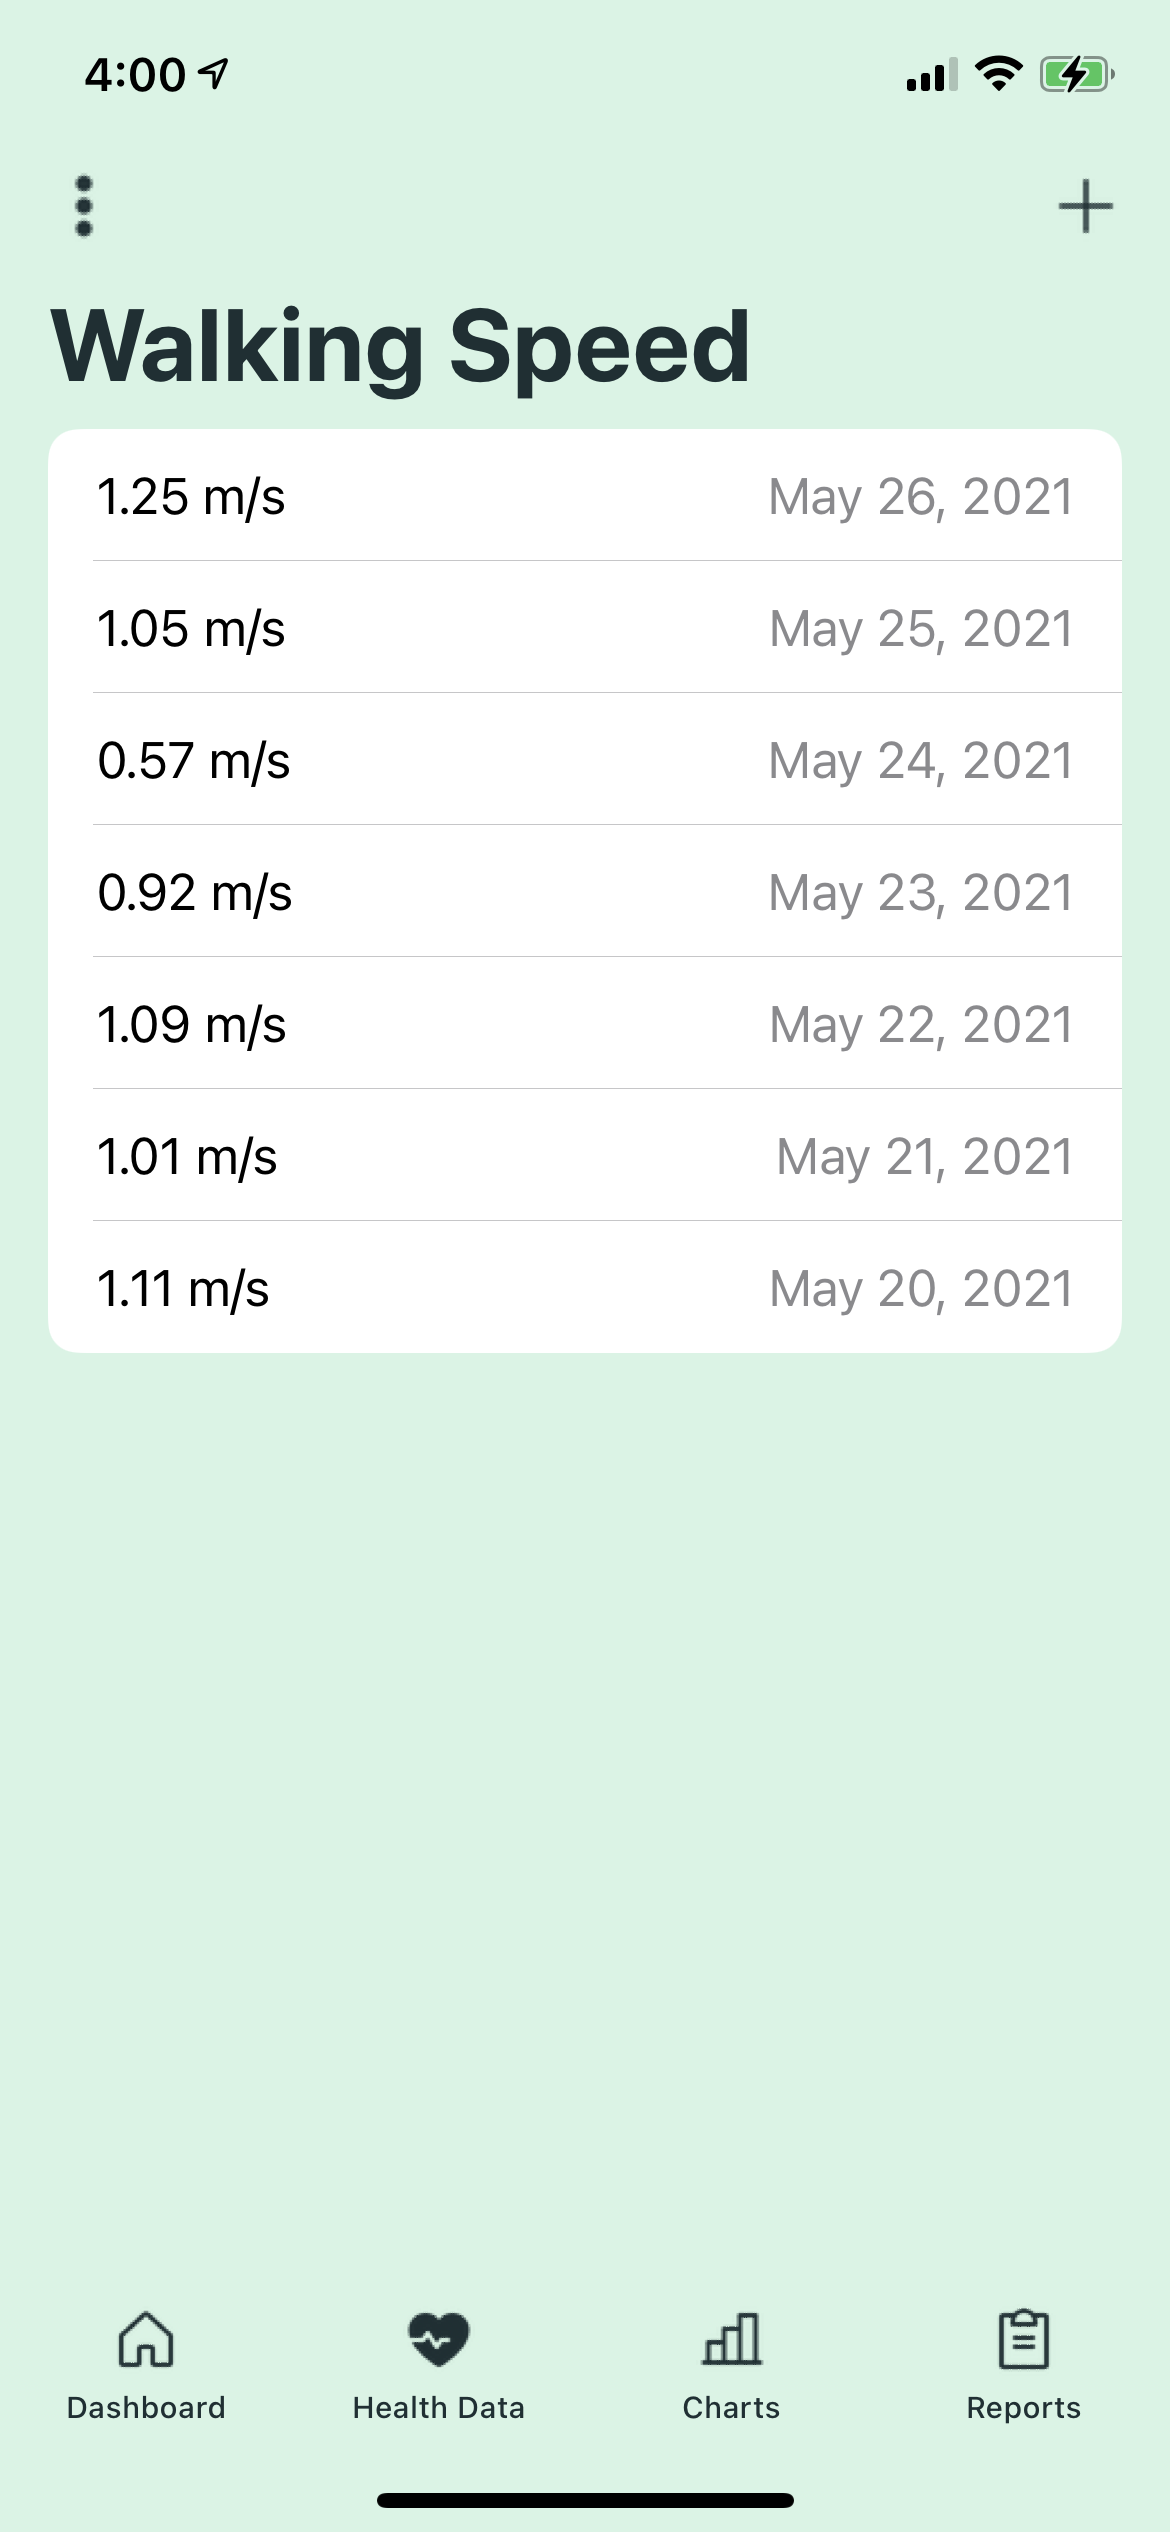 4:00
Walking Speed
1.25 m/s May 26, 2021
1.05 m/s May 25, 2021
0.57 m/s May 24, 2021
0.92 m/s May 23, 2021
1.09 m/s May 22, 2021
1.01 m/s May 21, 2021
1.11 m/s May 20, 2021
Dashboard Health Data Charts Reports